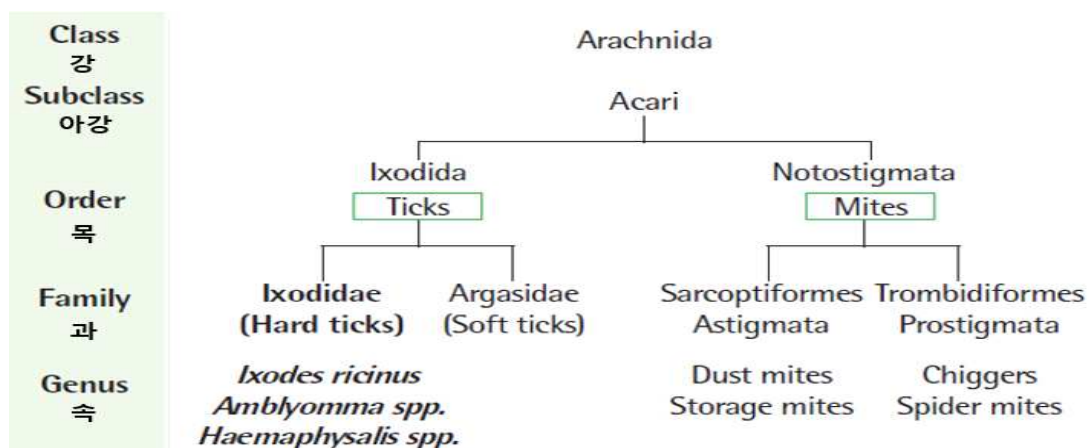 Class
강
Arachnida
Subclass
아강
Acari
Ixodida
Notostigmata
Order
목
Ticks
Mites
Family
과
Ixodidae
(Hard ticks)
Argasidae
(Soft ticks)
Sarcoptiformes
Astigmata
Trombidiformes
Prostigmata
Genus
속
Ixodes ricinus
Amblyomma spp.
Haemaphysalis spp.
Dust mites
Storage mites
Chiggers
Spider mites